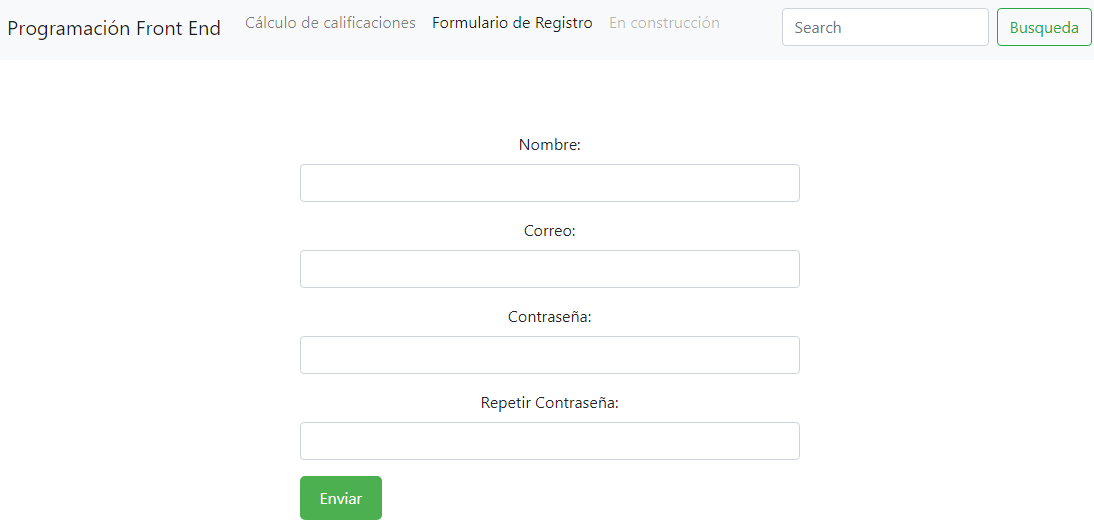 Programación Front End
Cálculo de calificaciones
Formulario de Registro
En construcción
Search
Busqueda
Nombre:
Correo:
Contraseña:
Repetir Contraseña:
Enviar